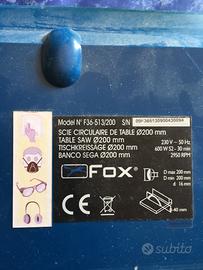 Model N° F36-513/200 S/N
SCIE CIRCULAIRE DE TABLE Ø200 mm
TABLE SAW Ø200 mm
TISCHKREISSÄGE Ø200 mm
BANCO SEGA Ø200 mm
230 V – 50 Hz
600 W S2 - 30 min
2950 RPM
FOX
D max 200 mm
D min 200 mm
d 16 mm
40 mm
CE
subito